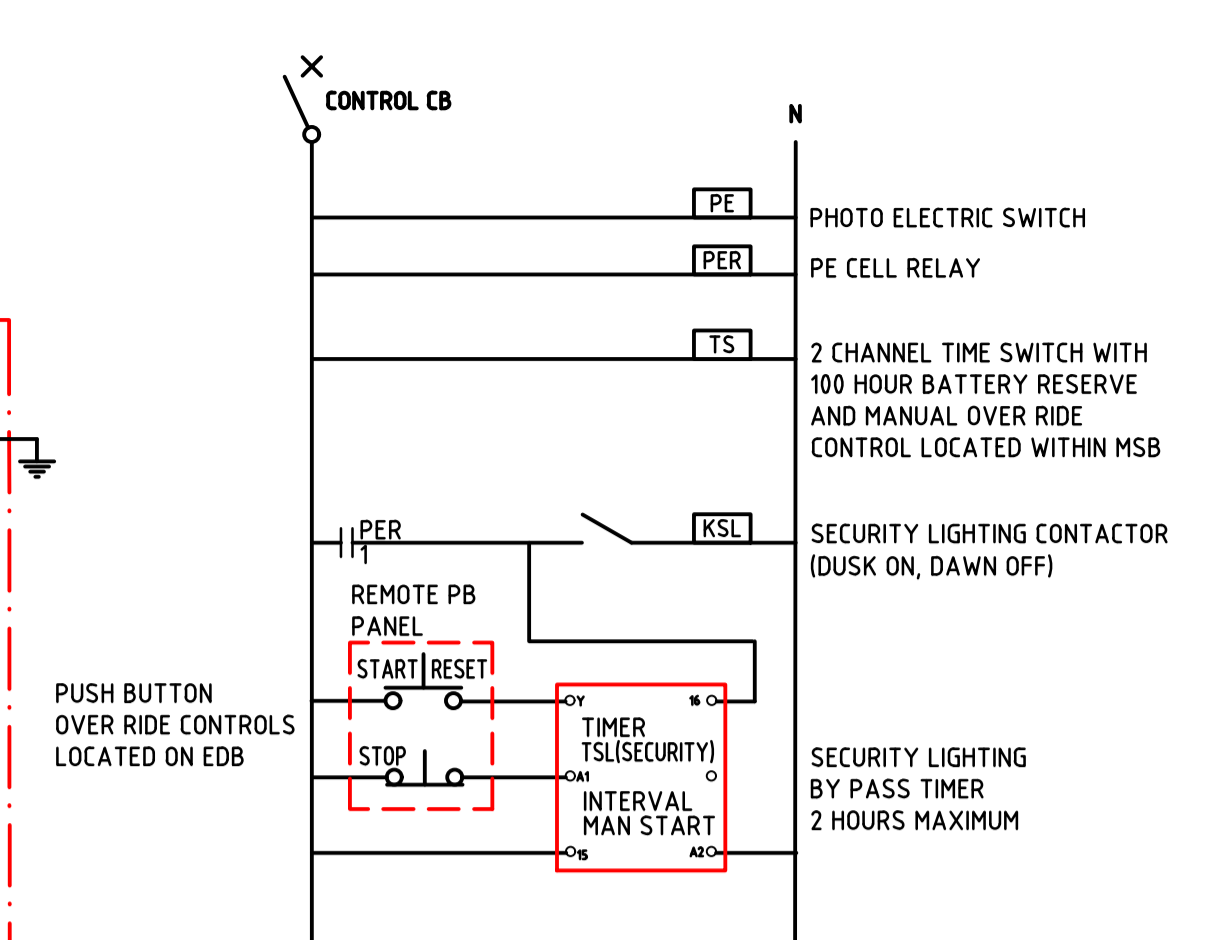 CONTROL CB
N
PE
PHOTO ELECTRIC SWITCH
PER
PE CELL RELAY
TS
2 CHANNEL TIME SWITCH WITH
100 HOUR BATTERY RESERVE
AND MANUAL OVER RIDE
CONTROL LOCATED WITHIN MSB
PER
1
KSL
SECURITY LIGHTING CONTACTOR
(DUSK ON, DAWN OFF)
REMOTE PB
PANEL
START RESET
STOP
PUSH BUTTON
OVER RIDE CONTROLS
LOCATED ON EDB
Y
16
TIMER
TSL(SECURITY)
A1
INTERVAL
MAN START
15
A2
SECURITY LIGHTING
BY PASS TIMER
2 HOURS MAXIMUM